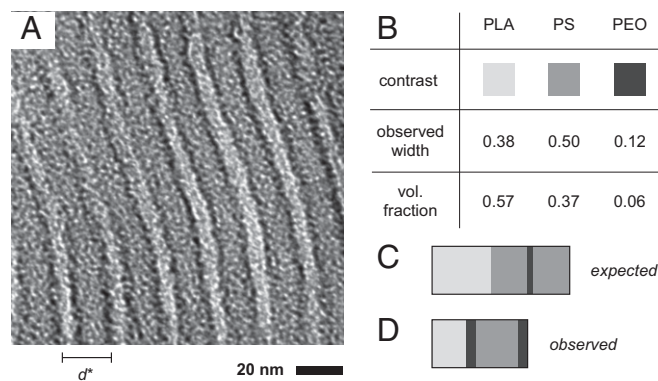 A
B
PLA PS PEO
contrast
observed width 0.38 0.50 0.12
vol. fraction 0.57 0.37 0.06
C
expected
D
observed
d*
20 nm